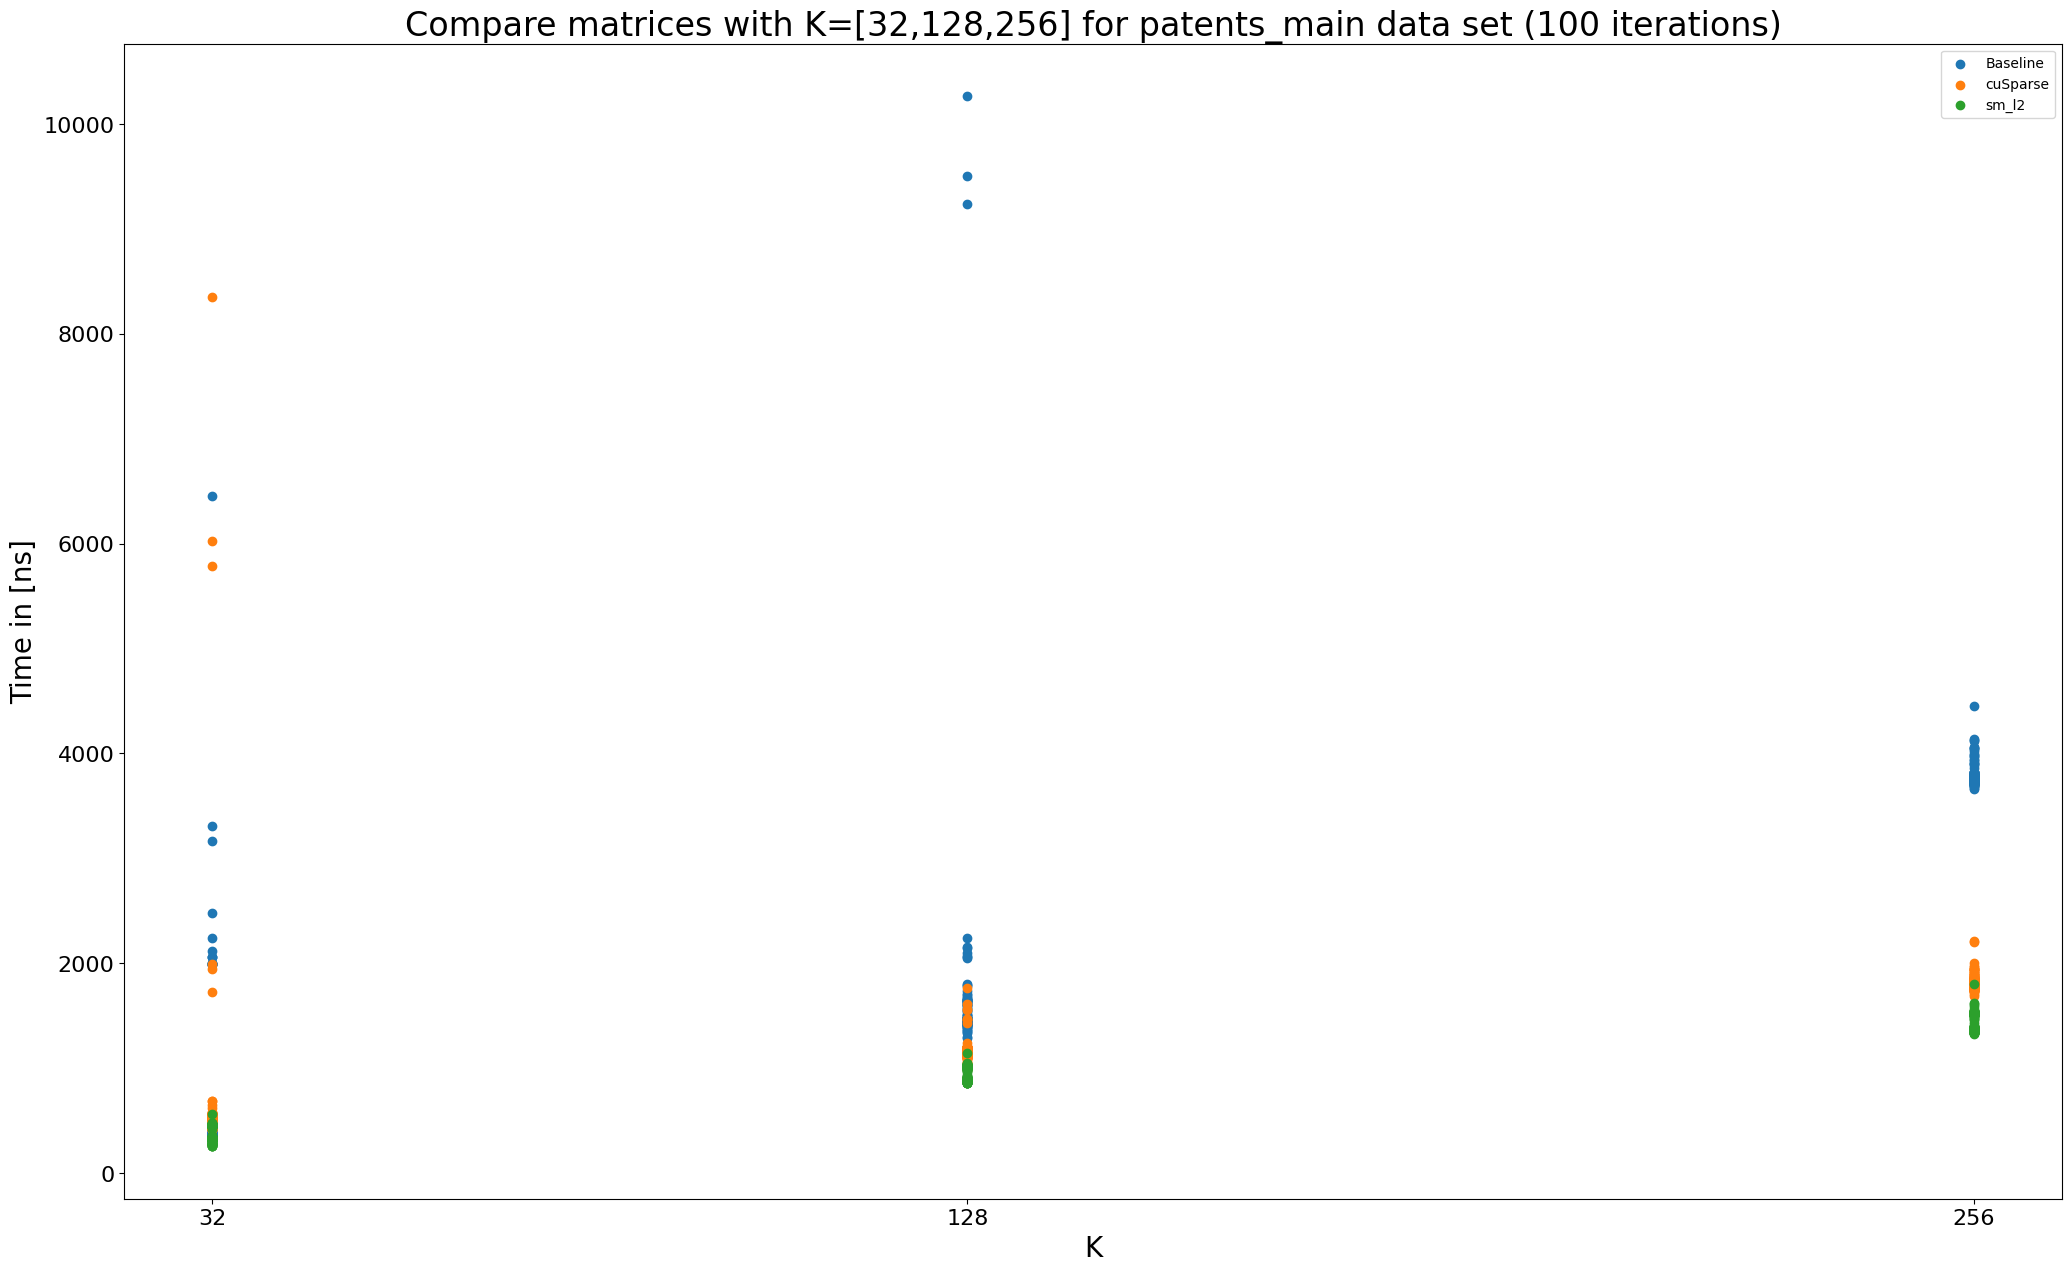 Compare matrices with K=[32,128,256] for patents_main data set (100 iterations)
Baseline
cuSparse
sm_l2
10000
8000
6000
4000
2000
0
Time in [ns]
32 128 256
K